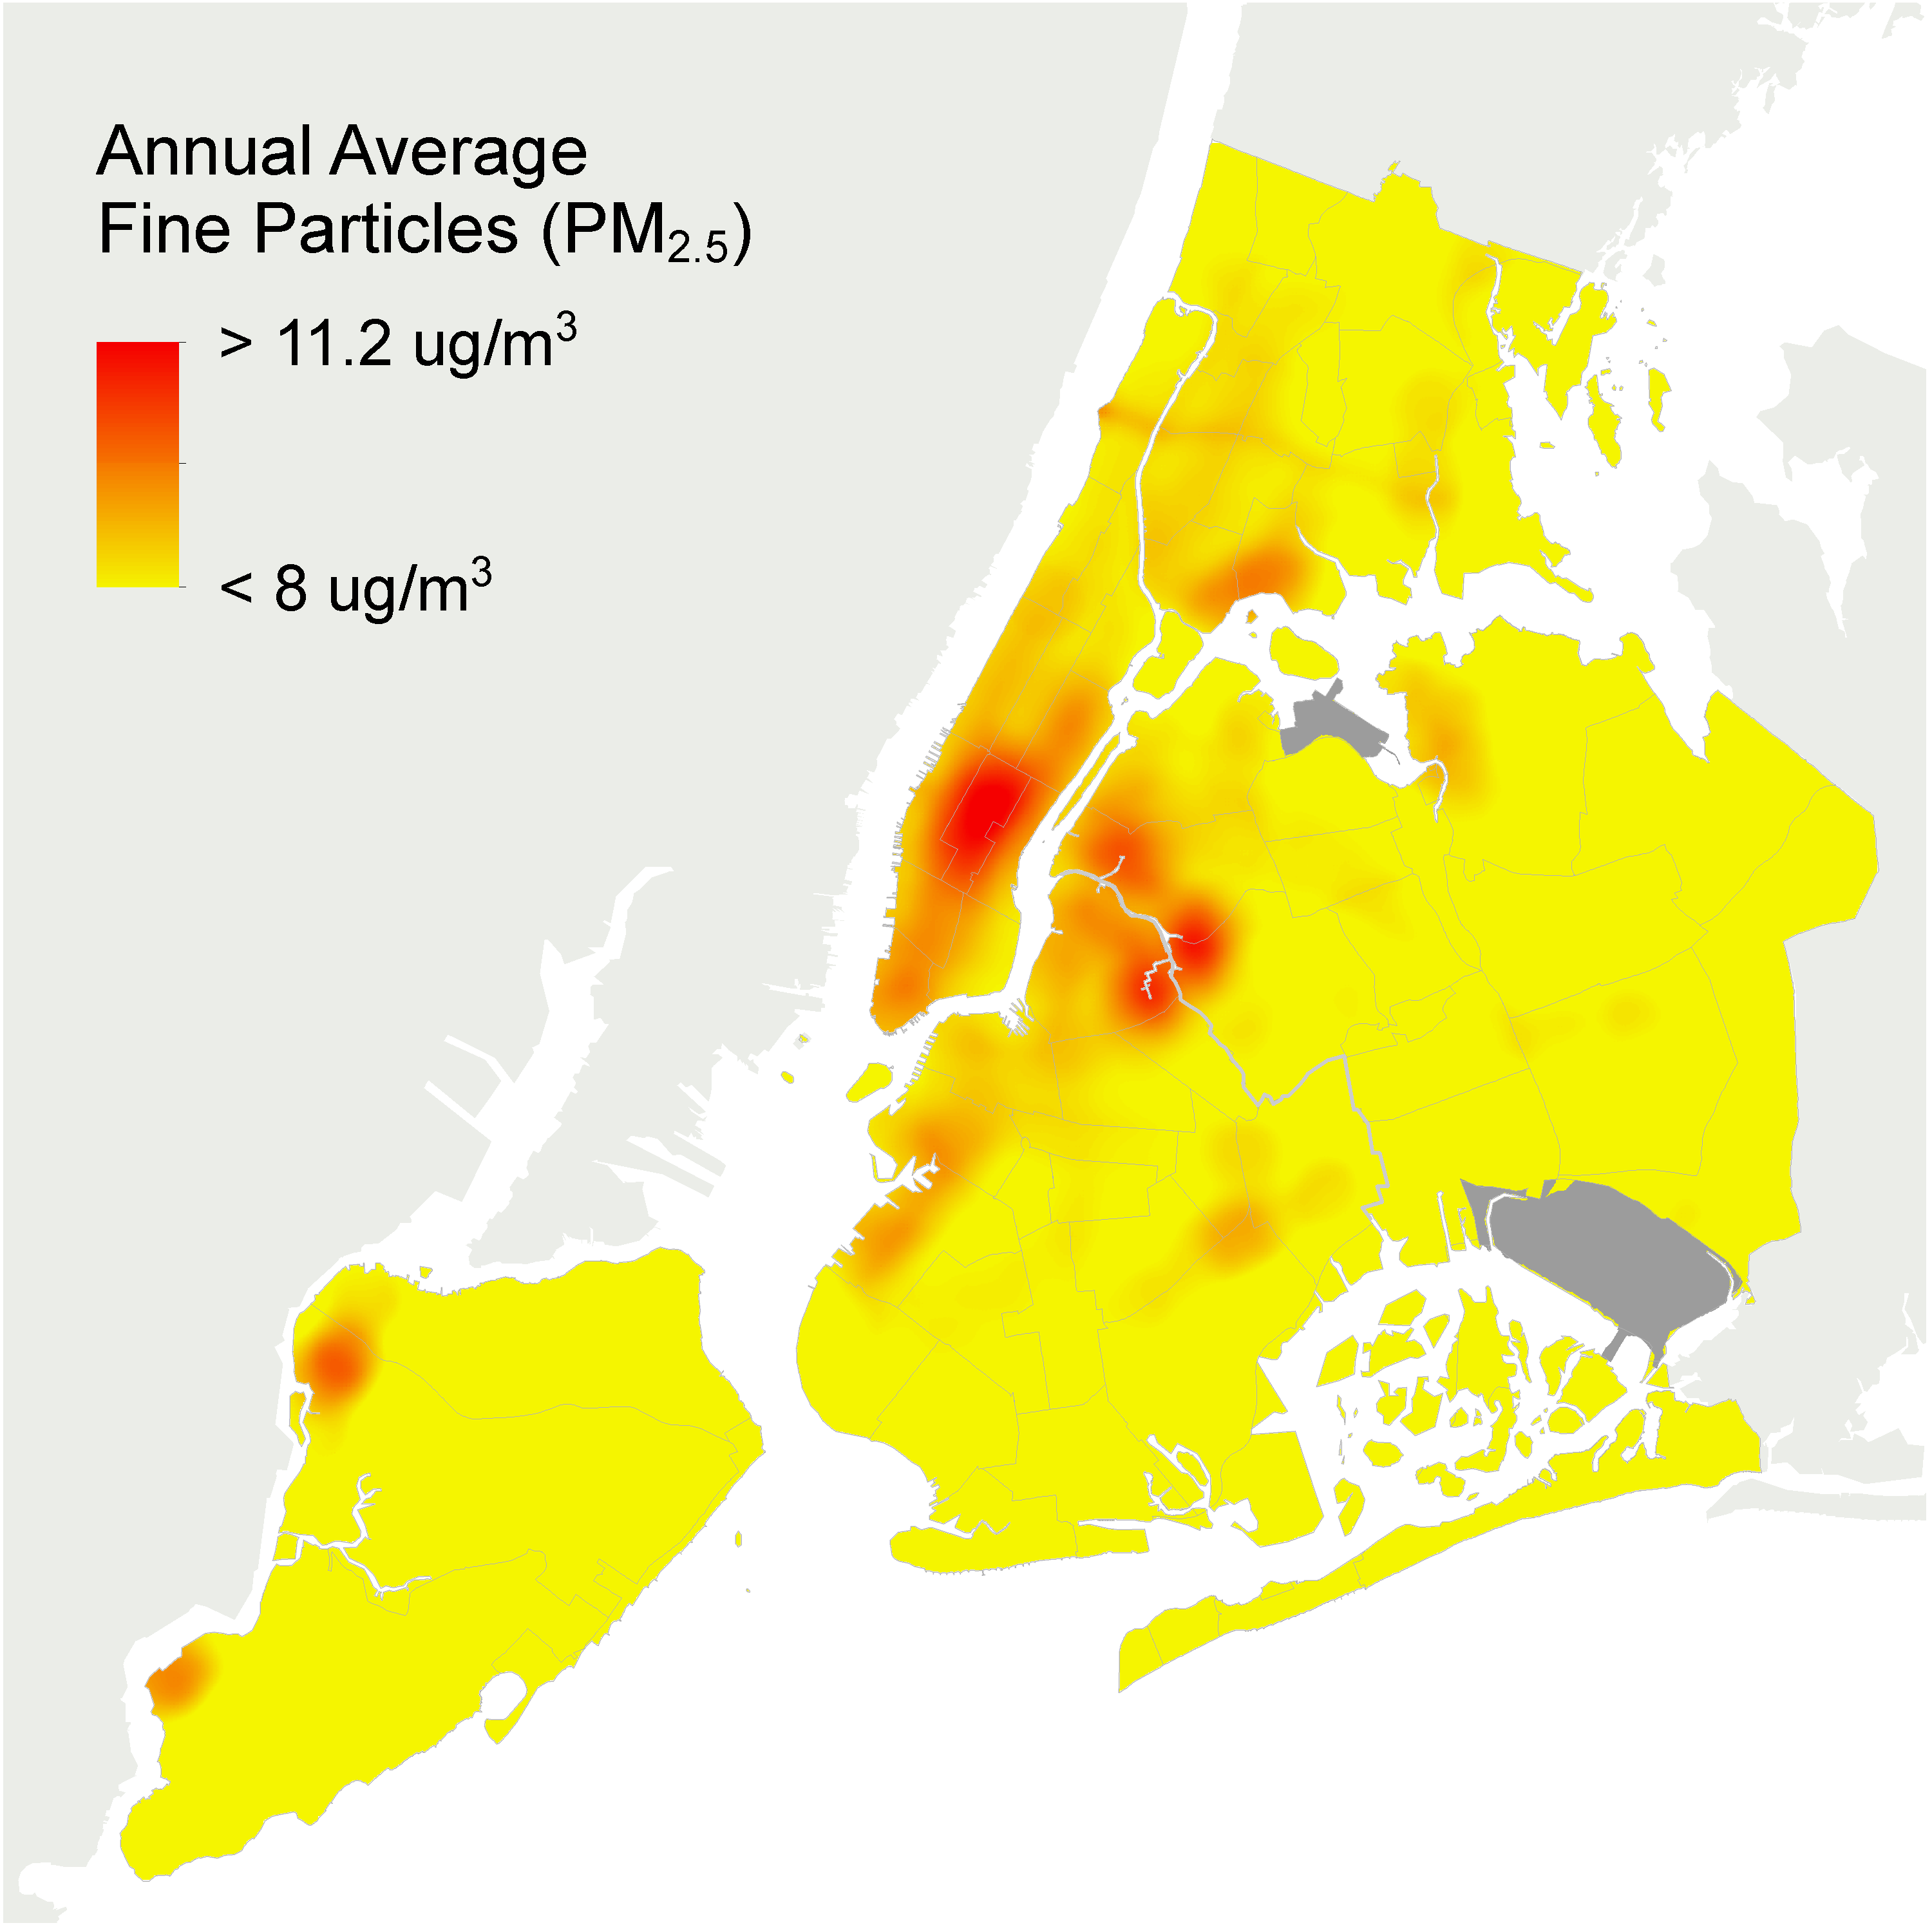 Annual Average
Fine Particles (PM₂.₅)
> 11.2 ug/m³
< 8 ug/m³